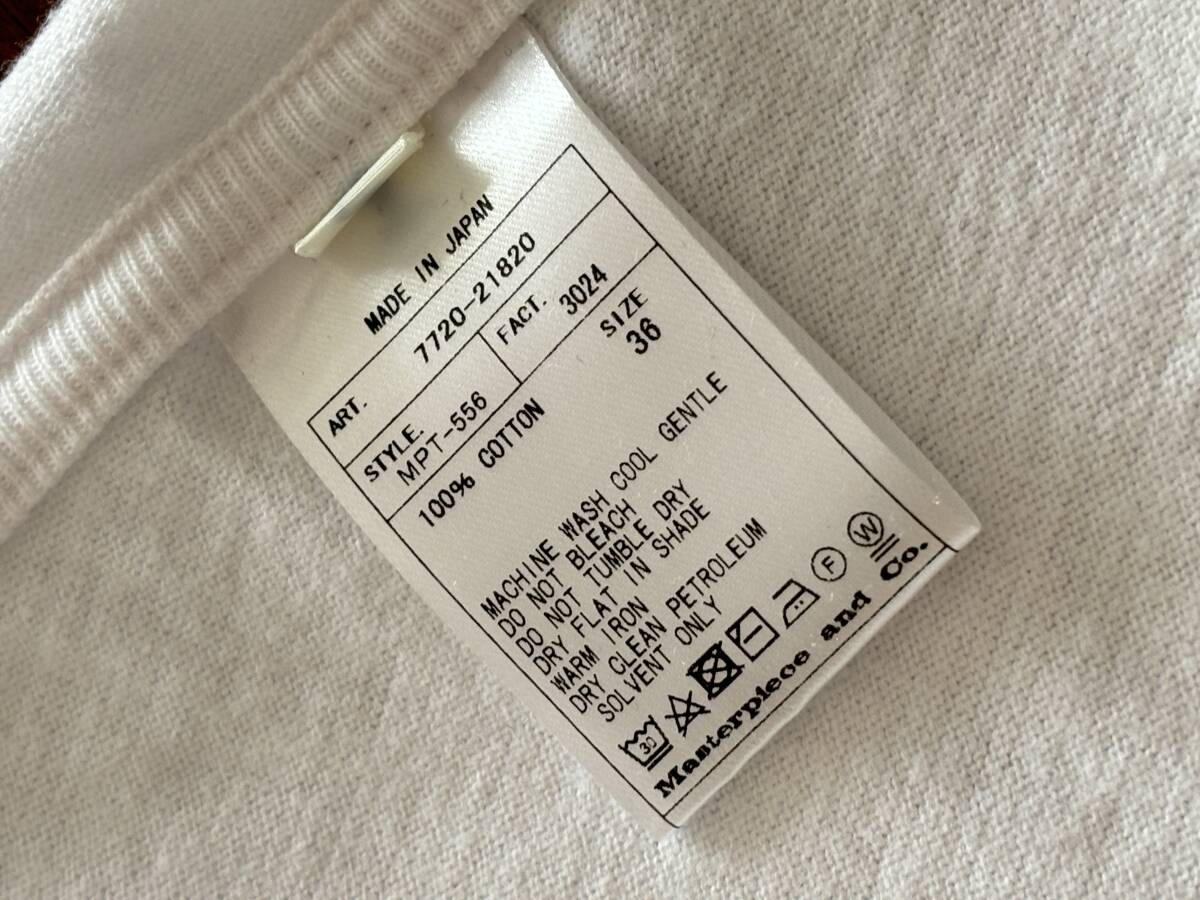 MADE IN JAPAN
ART. 7720-21820
STYLE. FACT. 3024
MPT-556
SIZE
100% COTTON 36
MACHINE WASH COOL GENTLE
DO NOT BLEACH
DO NOT TUMBLE DRY
DRY FLAT IN SHADE
WARM IRON
DRY CLEAN PETROLEUM
SOLVENT ONLY
30 F W
Masterpiece and Co.